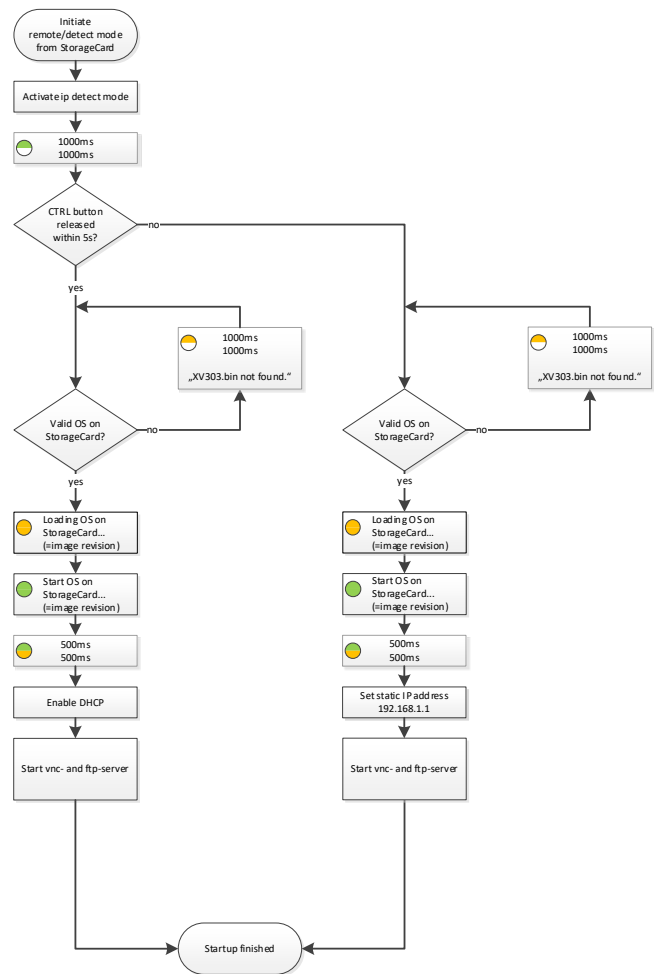 Initiate
remote/detect mode
from StorageCard
Activate ip detect mode
1000ms
1000ms
CTRL button
released
within 5s?
no
yes
1000ms
1000ms
„XV303.bin not found.“
1000ms
1000ms
„XV303.bin not found.“
Valid OS on
StorageCard?
no
Valid OS on
StorageCard?
no
yes
yes
Loading OS on
StorageCard...
(=image revision)
Loading OS on
StorageCard...
(=image revision)
Start OS on
StorageCard...
(=image revision)
Start OS on
StorageCard...
(=image revision)
500ms
500ms
500ms
500ms
Enable DHCP
Set static IP address
192.168.1.1
Start vnc- and ftp-server
Start vnc- and ftp-server
Startup finished